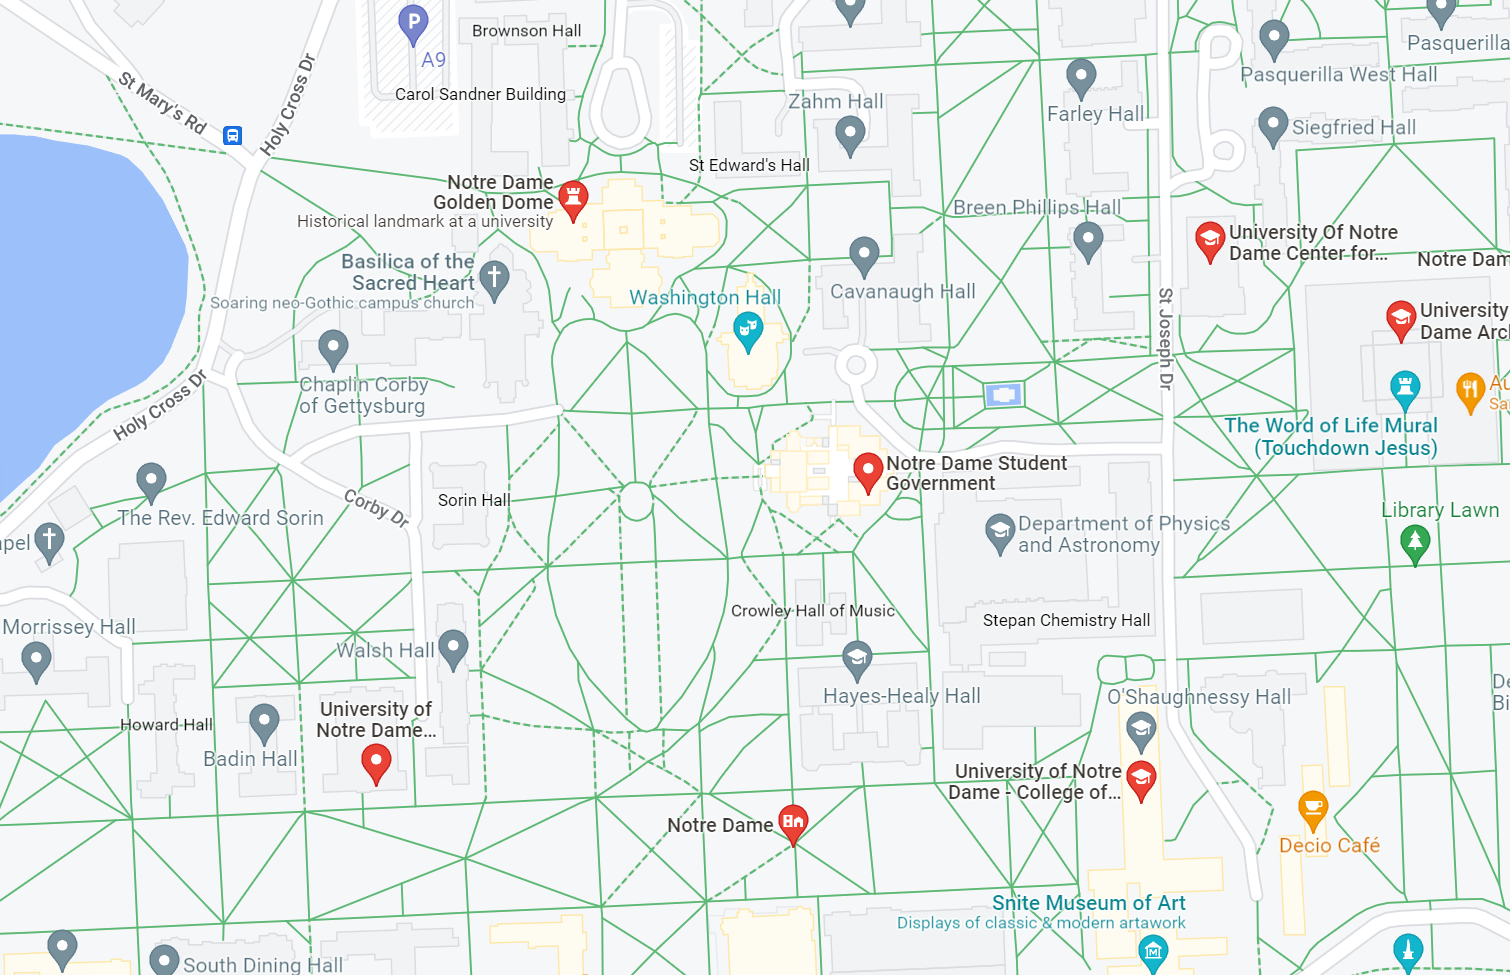 Brownson Hall
P
A9
Pasquerilla
Pasquerilla West Hall
St Mary's Rd
Holy Cross Dr
Carol Sandner Building
Zahm Hall
Farley Hall
Siegfried Hall
St Edward's Hall
Notre Dame
Golden Dome
Historical landmark at a university
Breen Phillips Hall
University Of Notre
Dame Center for...
Notre Dam
Basilica of the
Sacred Heart
Soaring neo-Gothic campus church
Washington Hall
Cavanaugh Hall
St Joseph Dr
University
Dame Arc
Chaplin Corby
of Gettysburg
Holy Cross Dr
Au
Sa
The Word of Life Mural
(Touchdown Jesus)
Notre Dame Student
Government
Sorin Hall
Corby Dr
The Rev. Edward Sorin
Library Lawn
Department of Physics
and Astronomy
apel
Crowley Hall of Music
Stepan Chemistry Hall
Morrissey Hall
Walsh Hall
Hayes-Healy Hall
O'Shaughnessy Hall
De
Bi
University of
Notre Dame...
Howard Hall
Badin Hall
University of Notre
Dame - College of...
Notre Dame
Decio Café
Snite Museum of Art
Displays of classic & modern artwork
South Dining Hall